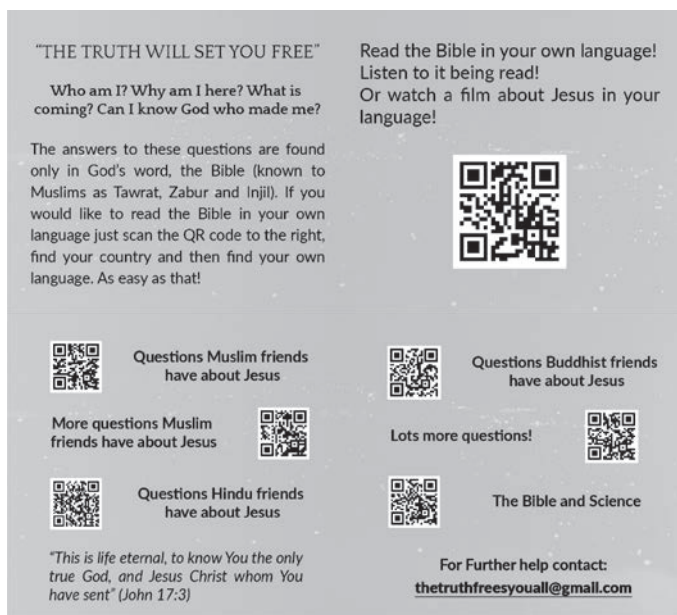 “THE TRUTH WILL SET YOU FREE”
Who am I? Why am I here? What is
coming? Can I know God who made me?
The answers to these questions are found
only in God’s word, the Bible (known to
Muslims as Tawrat, Zabur and Injil). If you
would like to read the Bible in your own
language just scan the QR code to the right,
find your country and then find your own
language. As easy as that!
Read the Bible in your own language!
Listen to it being read!
Or watch a film about Jesus in your
language!
Questions Muslim friends
have about Jesus
More questions Muslim
friends have about Jesus
Questions Hindu friends
have about Jesus
“This is life eternal, to know You the only
true God, and Jesus Christ whom You
have sent” (John 17:3)
Questions Buddhist friends
have about Jesus
Lots more questions!
The Bible and Science
For Further help contact:
thetruthfreesyouall@gmail.com